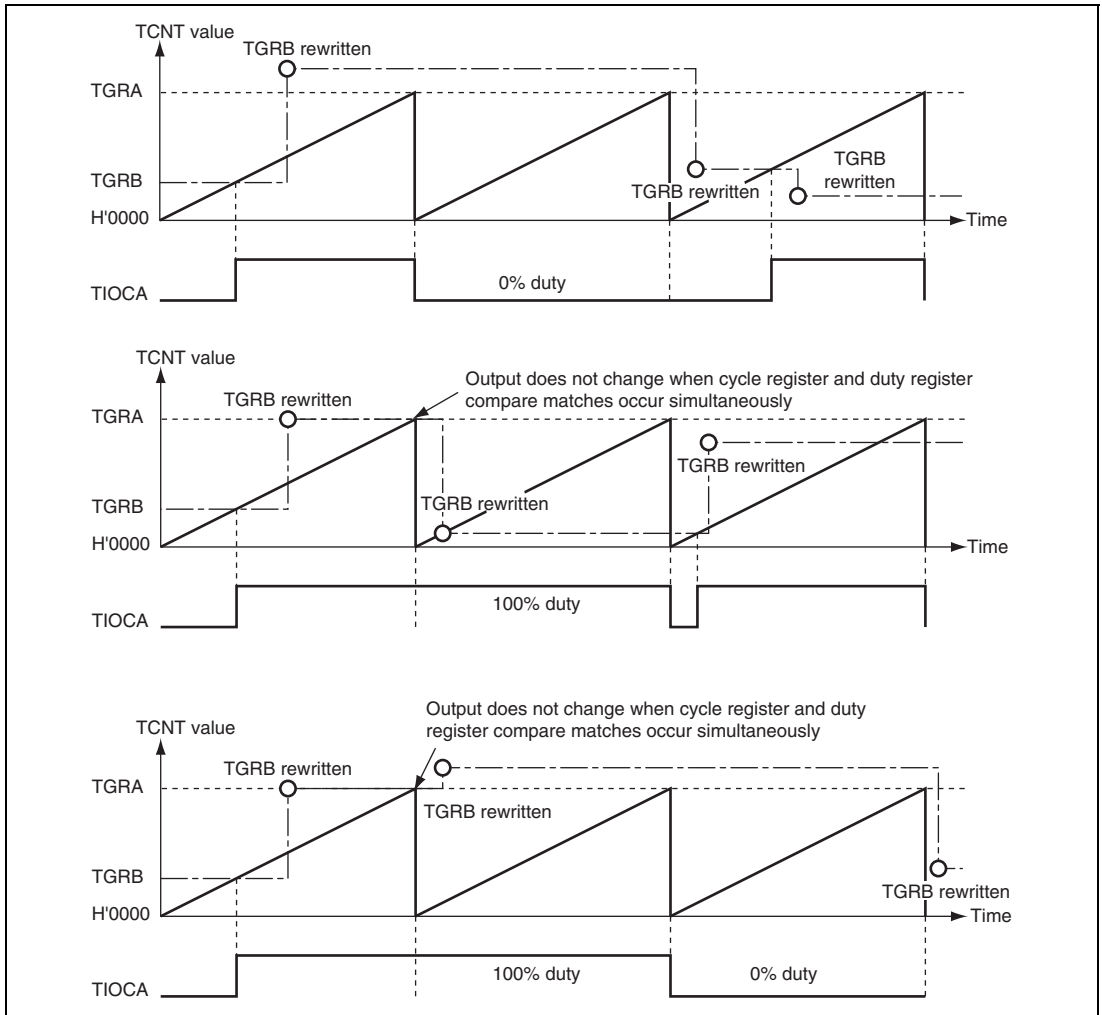 TCNT value
TGRB rewritten
TGRA
TGRB
rewritten
TGRB
TGRB rewritten
H'0000
Time
0% duty
TIOCA
TCNT value
Output does not change when cycle register and duty register
compare matches occur simultaneously
TGRB rewritten
TGRA
TGRB rewritten
TGRB
TGRB rewritten
H'0000
Time
100% duty
TIOCA
Output does not change when cycle register and duty
register compare matches occur simultaneously
TCNT value
TGRB rewritten
TGRA
TGRB rewritten
TGRB
TGRB rewritten
H'0000
Time
100% duty
0% duty
TIOCA